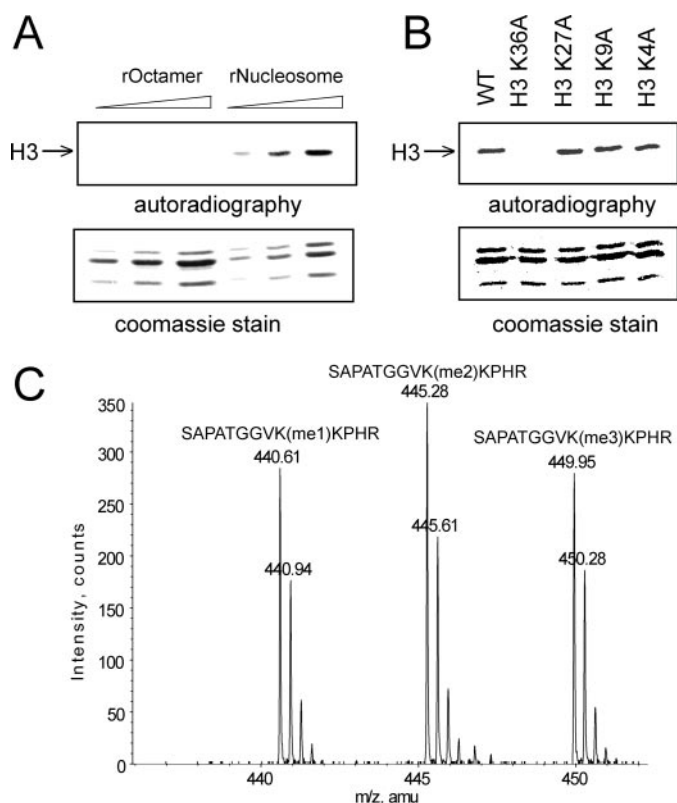 A
rOctamer rNucleosome
H3
autoradiography
coomassie stain
B
WT
H3 K36A
H3 K27A
H3 K9A
H3 K4A
H3
autoradiography
coomassie stain
C
SAPATGGVK(me2)KPHR
445.28
SAPATGGVK(me1)KPHR
440.61
SAPATGGVK(me3)KPHR
449.95
445.61
440.94
450.28
350
300
250
200
150
100
50
0
Intensity, counts
440 445 450
m/z, amu